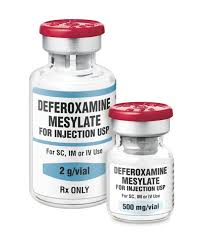 DEFEROXAMINE
MESYLATE
FOR INJECTION USP
For SC, IM or IV Use
2 g/vial
Rx ONLY
DEFEROXAMINE
MESYLATE
FOR INJECTION USP
For SC, IM or IV Use
500 mg/vial